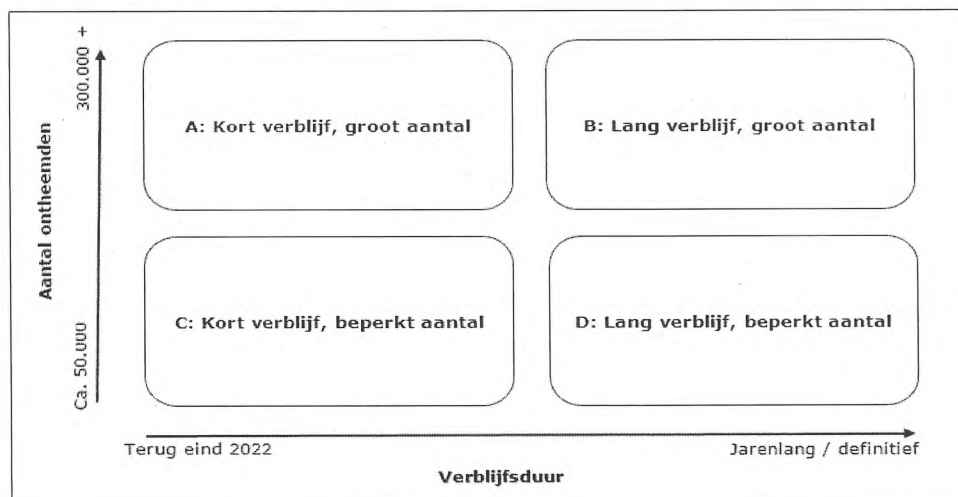 300.000 +
Aantal ontheemden
Ca. 50.000
A: Kort verblijf, groot aantal
B: Lang verblijf, groot aantal
C: Kort verblijf, beperkt aantal
D: Lang verblijf, beperkt aantal
Terug eind 2022
Jarenlang / definitief
Verblijfsduur